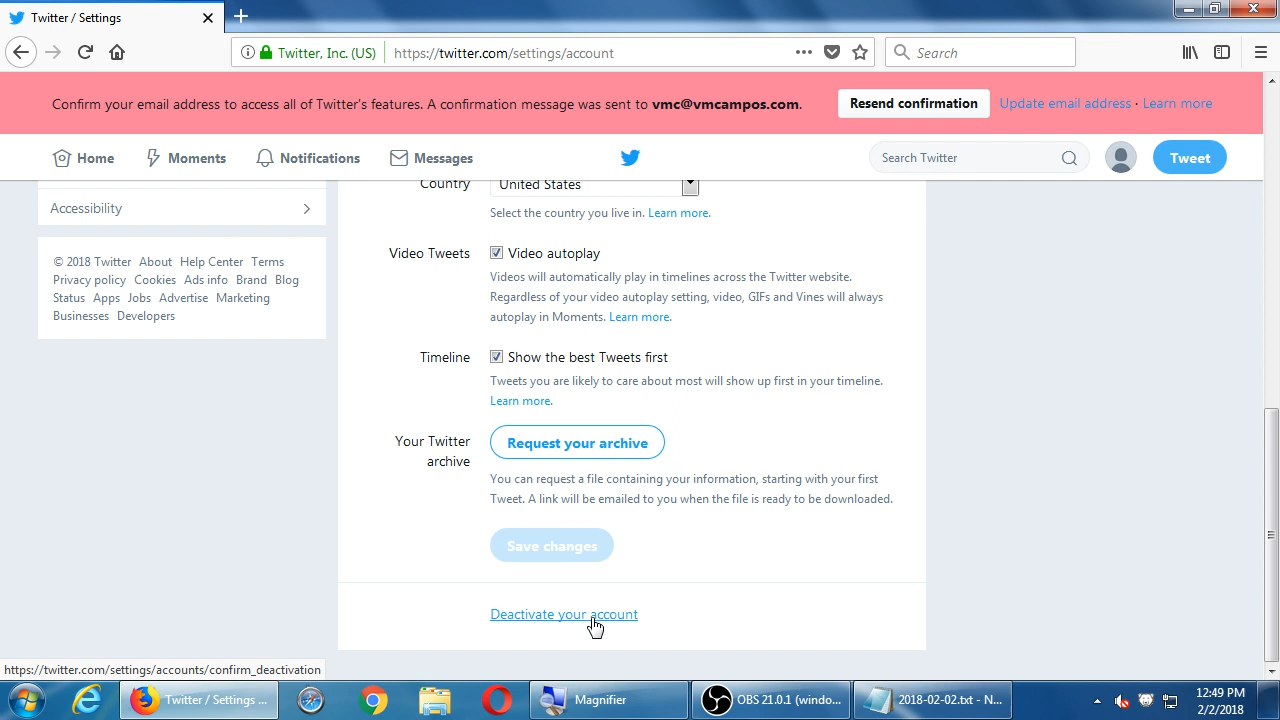 Twitter / Settings
Twitter, Inc. (US)
https://twitter.com/settings/account
Search
Confirm your email address to access all of Twitter's features. A confirmation message was sent to vmc@vmcampos.com.
Resend confirmation
Update email address · Learn more
Home
Moments
Notifications
Messages
Search Twitter
Tweet
Accessibility
© 2018 Twitter About Help Center Terms
Privacy policy Cookies Ads info Brand Blog
Status Apps Jobs Advertise Marketing
Businesses Developers
Country
United States
Select the country you live in. Learn more.
Video Tweets
Video autoplay
Videos will automatically play in timelines across the Twitter website.
Regardless of your video autoplay setting, video, GIFs and Vines will always
autoplay in Moments. Learn more.
Timeline
Show the best Tweets first
Tweets you are likely to care about most will show up first in your timeline.
Learn more.
Your Twitter
archive
Request your archive
You can request a file containing your information, starting with your first
Tweet. A link will be emailed to you when the file is ready to be downloaded.
Save changes
Deactivate your account
https://twitter.com/settings/accounts/confirm_deactivation
Twitter / Settings ...
Magnifier
OBS 21.0.1 (windo...
2018-02-02.txt - N...
12:49 PM
2/2/2018